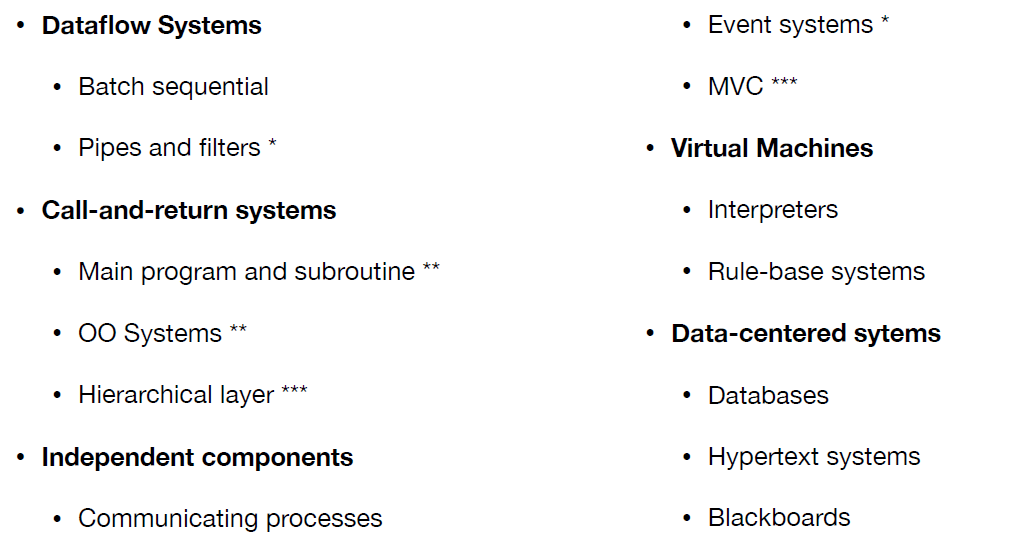 • Dataflow Systems
• Batch sequential
• Pipes and filters *
• Call-and-return systems
• Main program and subroutine **
• OO Systems **
• Hierarchical layer ***
• Independent components
• Communicating processes
• Event systems *
• MVC ***
• Virtual Machines
• Interpreters
• Rule-base systems
• Data-centered sytems
• Databases
• Hypertext systems
• Blackboards